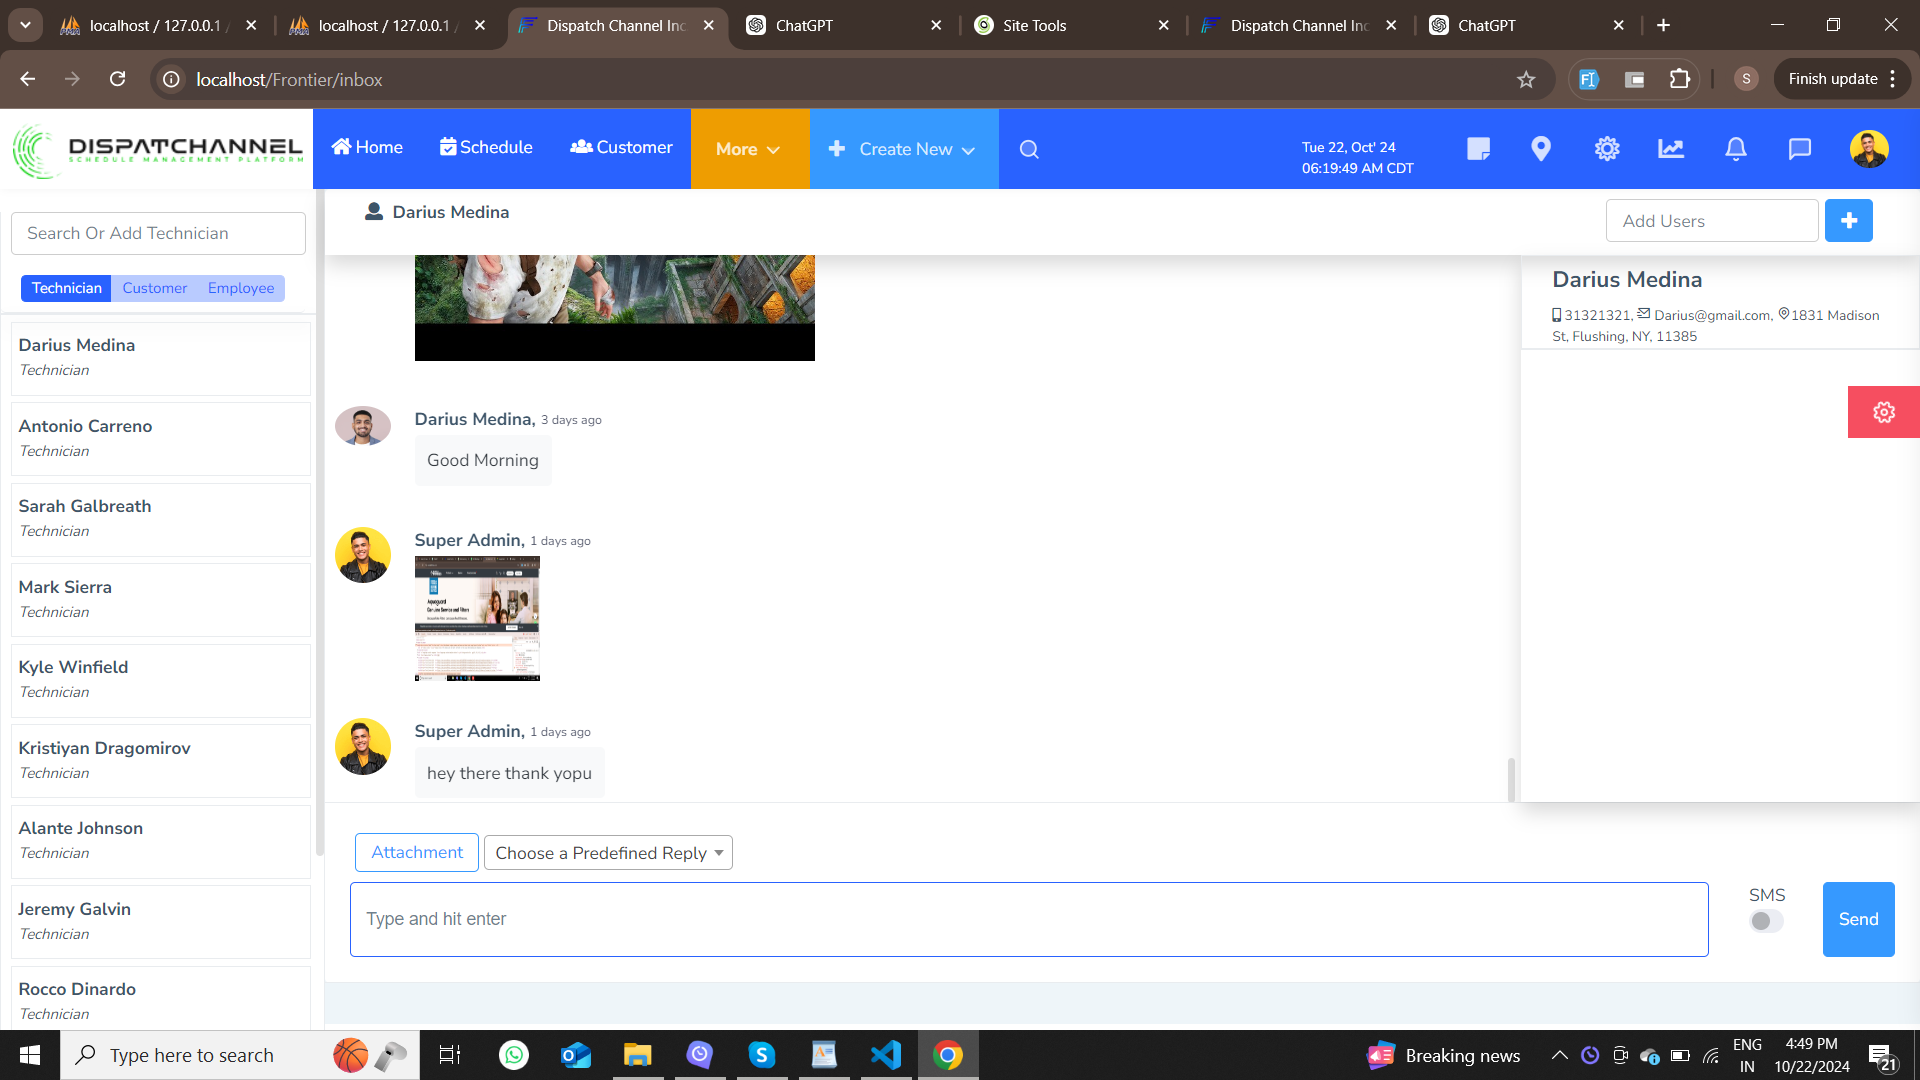 localhost / 127.0.0.1 /
localhost / 127.0.0.1 /
Dispatch Channel Inc
ChatGPT
Site Tools
Dispatch Channel Inc
ChatGPT
localhost/Frontier/inbox
S
Finish update
DISPATCHANNEL
SCHEDULE MANAGEMENT PLATFORM
Home
Schedule
Customer
More
Create New
Tue 22, Oct' 24
06:19:49 AM CDT
Search Or Add Technician
Technician
Customer
Employee
Darius Medina
Technician
Antonio Carreno
Technician
Sarah Galbreath
Technician
Mark Sierra
Technician
Kyle Winfield
Technician
Kristiyan Dragomirov
Technician
Alante Johnson
Technician
Jeremy Galvin
Technician
Rocco Dinardo
Technician
Darius Medina
Add Users
Darius Medina, 3 days ago
Good Morning
Super Admin, 1 days ago
Aquaguard
Super Admin, 1 days ago
hey there thank yopu
Darius Medina
31321321, Darius@gmail.com, 1831 Madison
St, Flushing, NY, 11385
Attachment
Choose a Predefined Reply
Type and hit enter
SMS
Send
Type here to search
Breaking news
ENG
IN
4:49 PM
10/22/2024
21